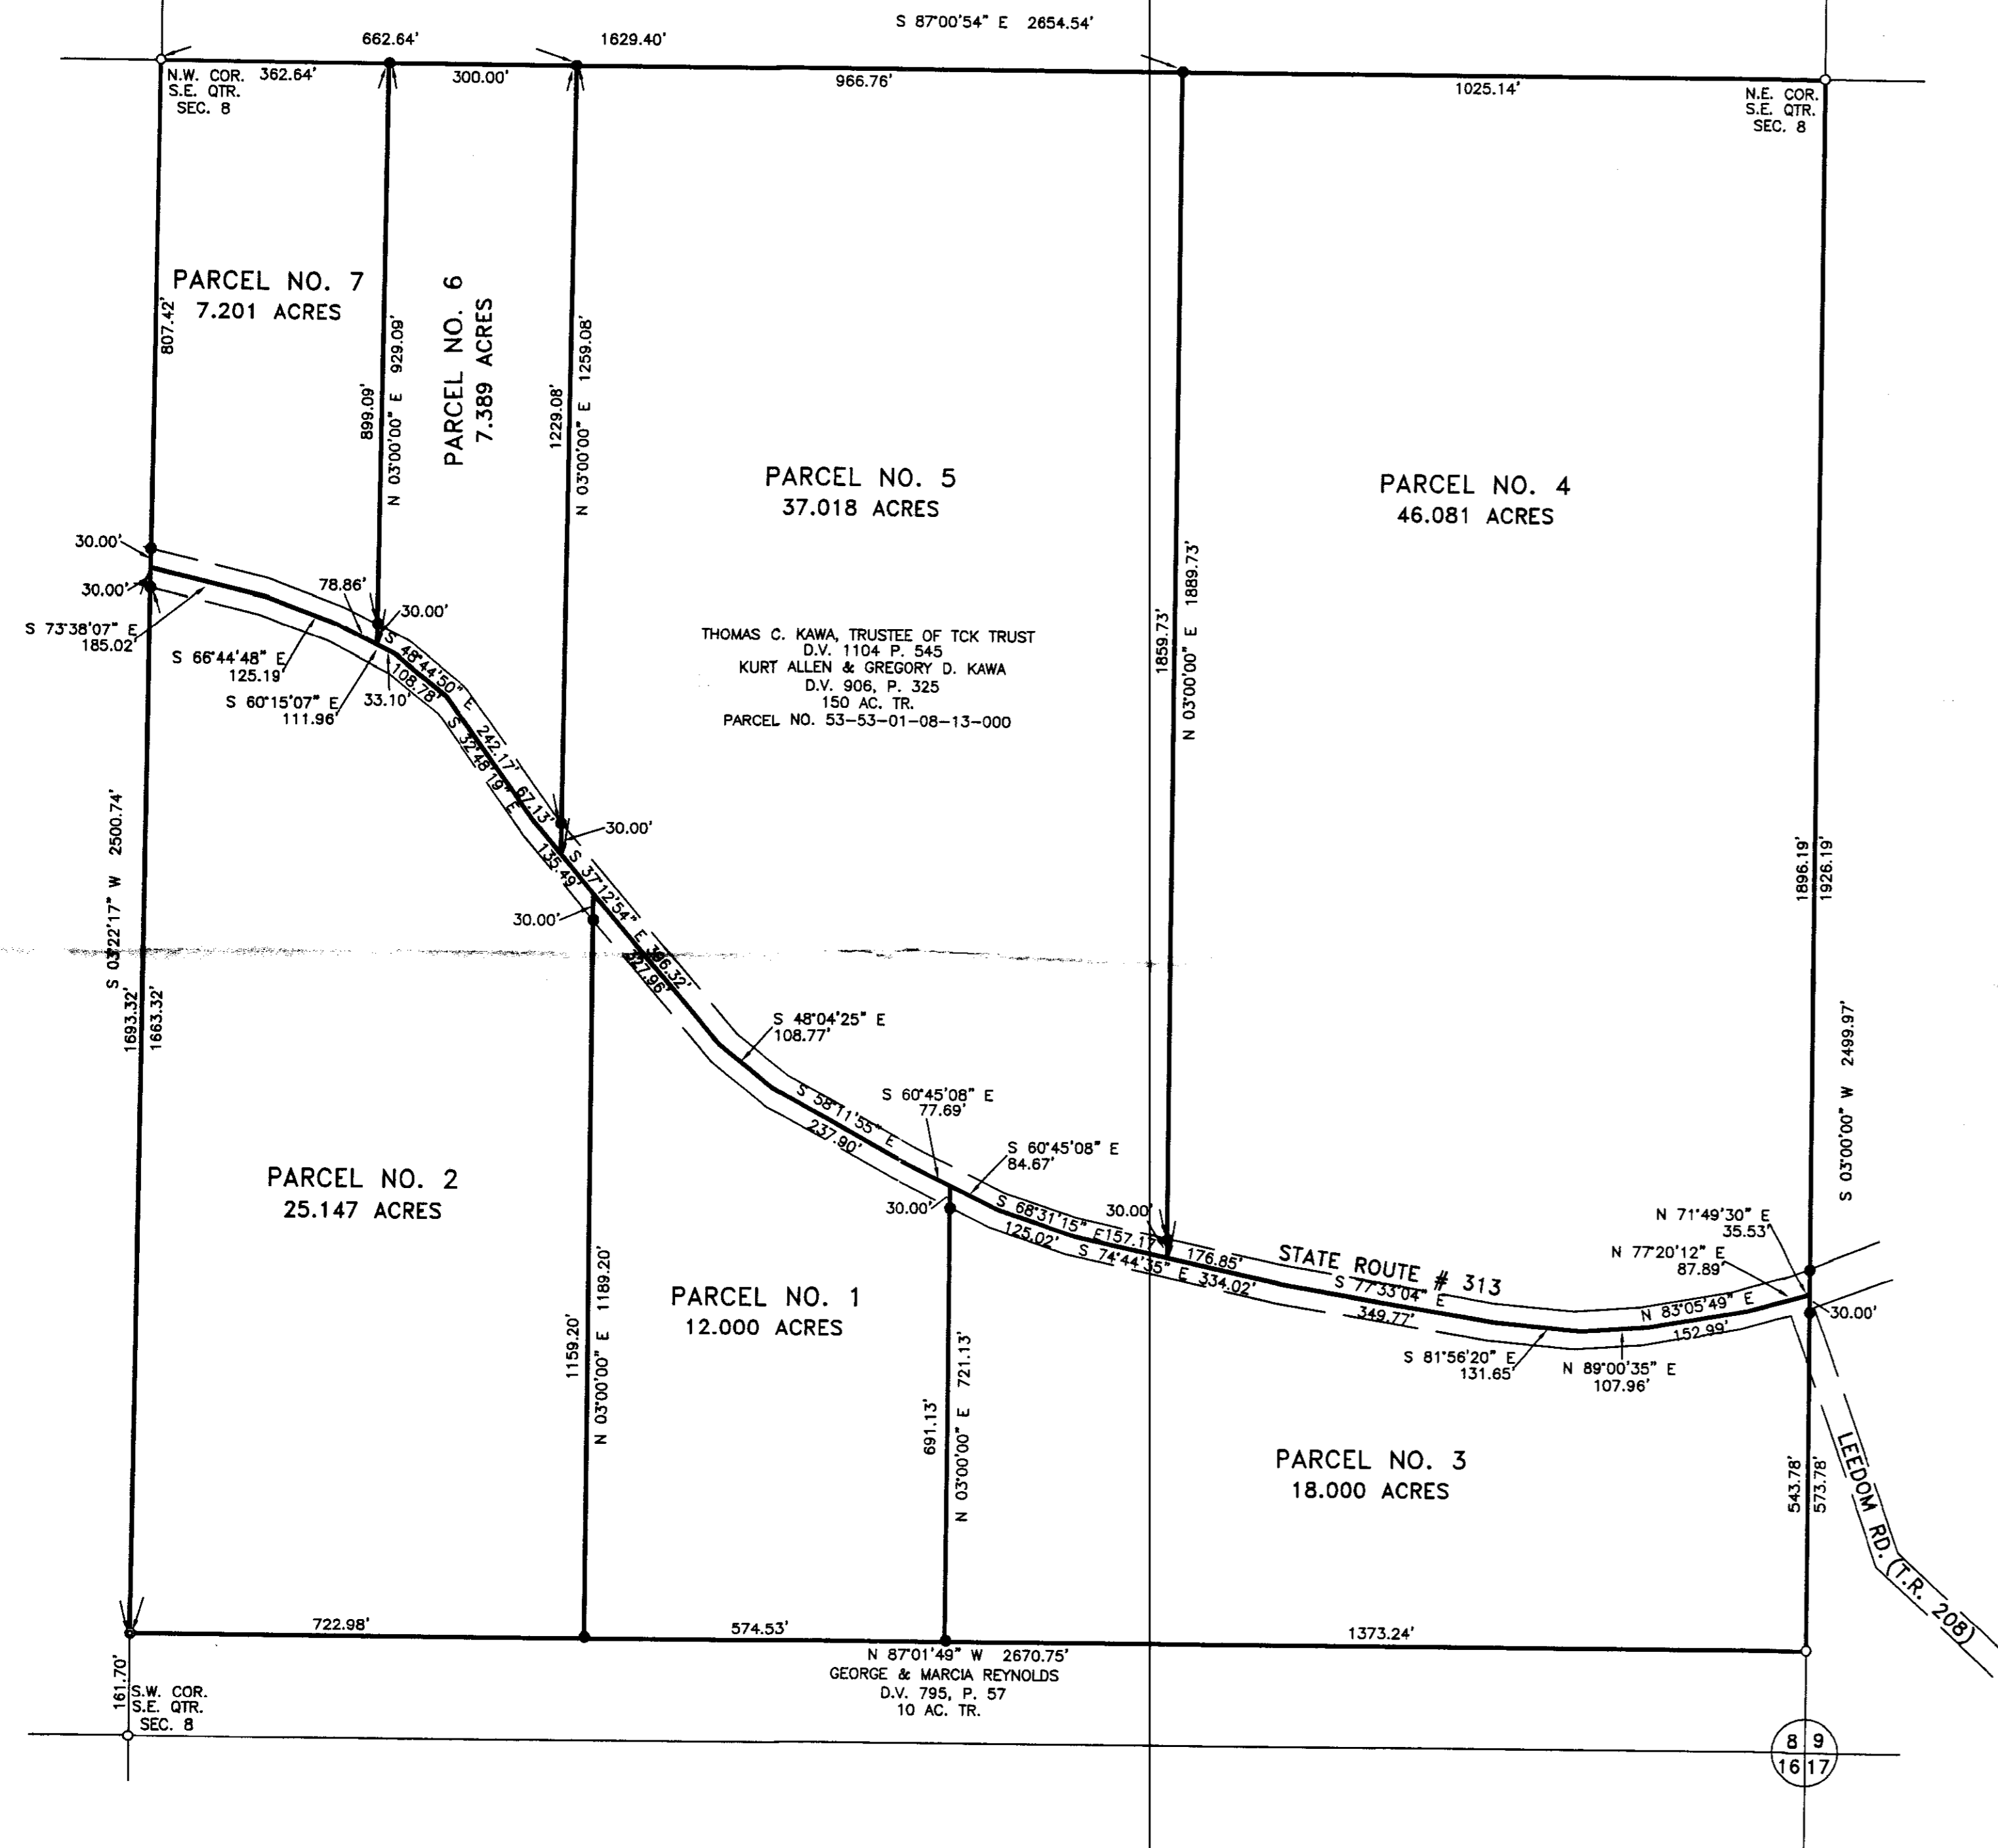 S 87°00'54" E 2654.54'
662.64'
1629.40'
N.W. COR.
S.E. QTR.
SEC. 8
362.64'
300.00'
966.76'
1025.14'
N.E. COR.
S.E. QTR.
SEC. 8
PARCEL NO. 7
7.201 ACRES
807.42'
899.09'
N 03°00'00" E 929.09'
PARCEL NO. 6
7.389 ACRES
1229.08'
N 03°00'00" E 1259.08'
PARCEL NO. 5
37.018 ACRES
PARCEL NO. 4
46.081 ACRES
THOMAS C. KAWA, TRUSTEE OF TCK TRUST
D.V. 1104 P. 545
KURT ALLEN & GREGORY D. KAWA
D.V. 906, P. 325
150 AC. TR.
PARCEL NO. 53-53-01-08-13-000
1859.73'
N 03°00'00" E 1889.73'
30.00'
30.00'
S 73°38'07" E
185.02'
78.86'
30.00'
S 66°44'48" E
125.19'
S 60°15'07" E
111.96'
33.10'
S 48°44'50" E
108.78'
242.17'
S 32°48'19" E
67.13'
30.00'
135.49'
S 37°12'54" E 396.32'
327.96'
30.00'
S 03°22'17" W 2500.74'
1693.32'
1663.32'
1896.19'
1926.19'
S 03°00'00" W 2499.97'
S 48°04'25" E
108.77'
S 58°11'55" E
237.90'
S 60°45'08" E
77.69'
S 60°45'08" E
84.67'
30.00'
S 68°31'15" E
125.02'
157.17'
30.00'
176.85'
S 74°44'35" E 334.02'
STATE ROUTE # 313
S 77°33'04" E
349.77'
S 81°56'20" E
131.65'
N 89°00'35" E
107.96'
N 83°05'49" E
152.99'
N 77°20'12" E
87.89'
N 71°49'30" E
35.53'
30.00'
PARCEL NO. 2
25.147 ACRES
1159.20'
N 03°00'00" E 1189.20'
PARCEL NO. 1
12.000 ACRES
691.13'
N 03°00'00" E 721.13'
PARCEL NO. 3
18.000 ACRES
543.78'
573.78'
LEEDOM RD. (T.R. 208)
722.98'
574.53'
1373.24'
N 87°01'49" W 2670.75'
GEORGE & MARCIA REYNOLDS
D.V. 795, P. 57
10 AC. TR.
161.70'
S.W. COR.
S.E. QTR.
SEC. 8
8 9
16 17